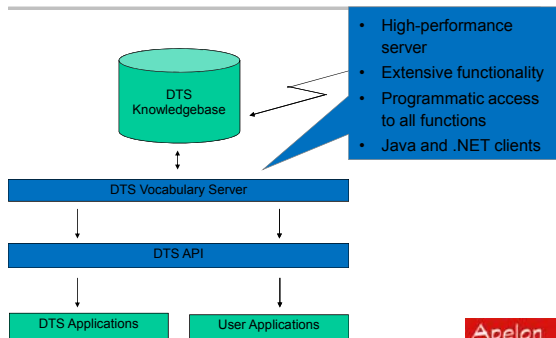 • High-performance
server
• Extensive functionality
• Programmatic access
to all functions
• Java and .NET clients
DTS
Knowledgebase
DTS Vocabulary Server
DTS API
DTS Applications
User Applications
Apelon